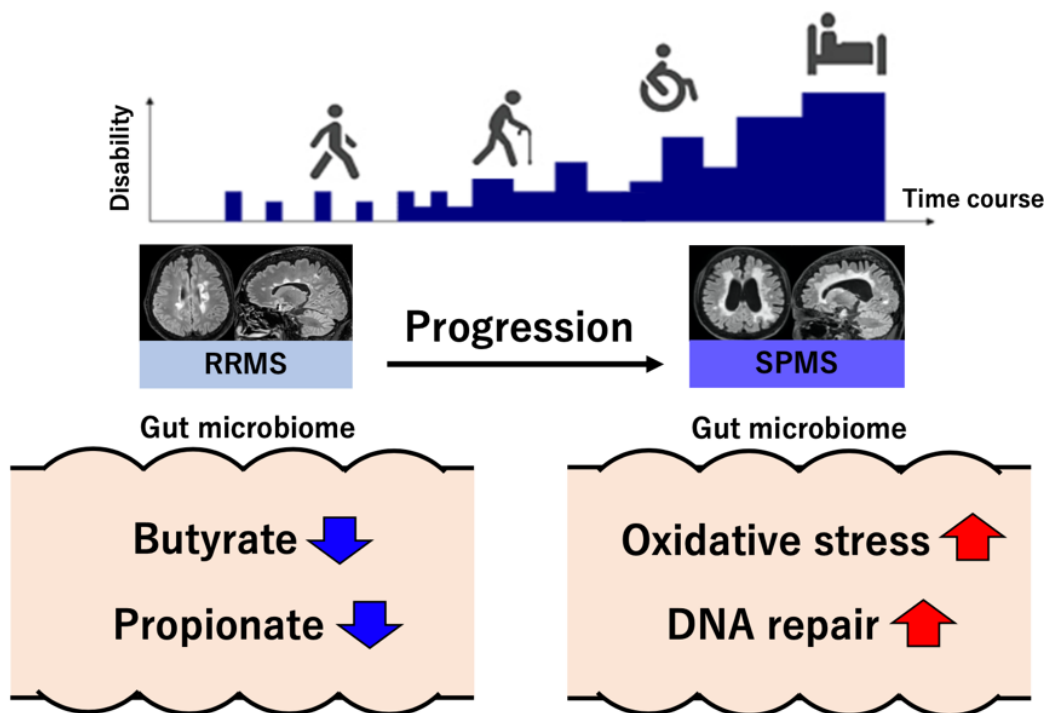 Disability
Time course
Progression
RRMS
SPMS
Gut microbiome
Gut microbiome
Butyrate
Propionate
Oxidative stress
DNA repair